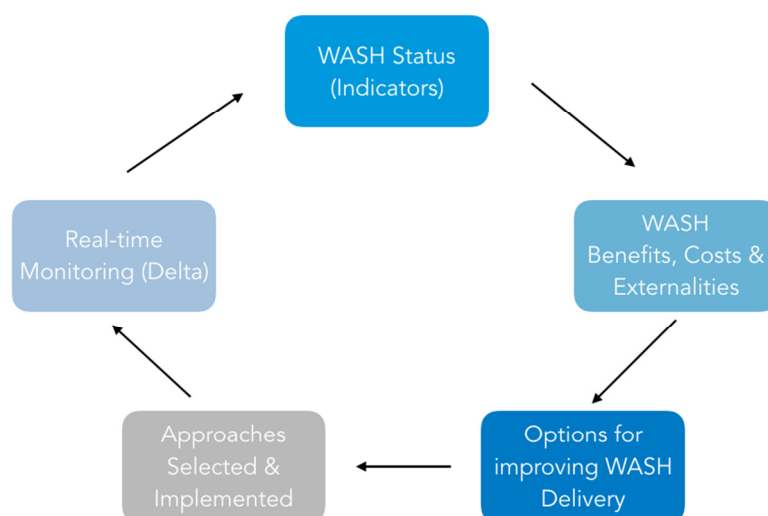 WASH Status
(Indicators)
WASH
Benefits, Costs &
Externalities
Options for
improving WASH
Delivery
Approaches
Selected &
Implemented
Real-time
Monitoring (Delta)